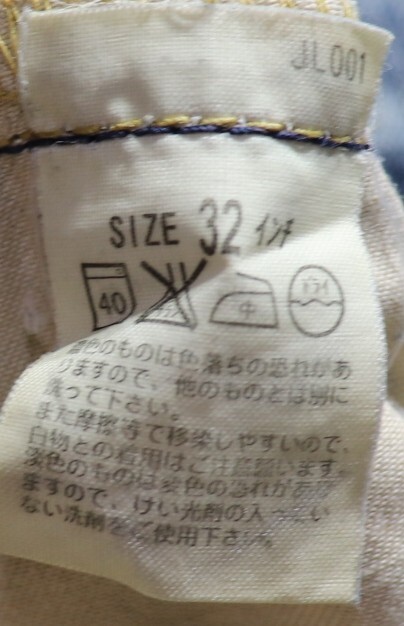 JL001
SIZE 32 インチ
40
中
ドライ
濃色のものは色落ちの恐れがあ
りますので、他のものとは別に
洗って下さい。
また摩擦等で移染しやすいので、
白物との着用はご注意願います。
淡色のものは変色の恐れがあり
ますので、けい光剤の入ってい
ない洗剤をご使用下さい。